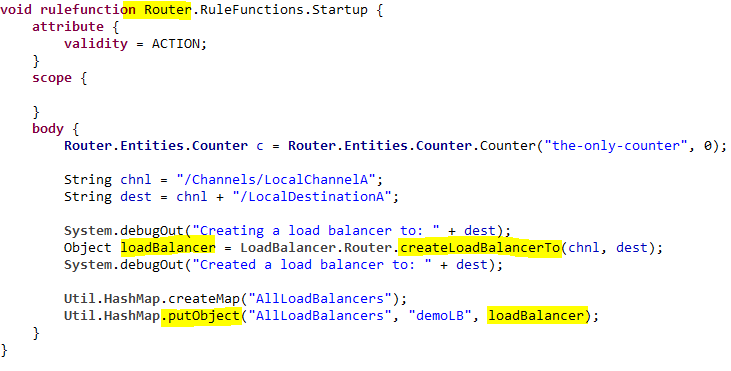 void rulefunction Router.RuleFunctions.Startup {
    attribute {
        validity = ACTION;
    }
    scope {

    }
    body {
        Router.Entities.Counter c = Router.Entities.Counter.Counter("the-only-counter", 0);

        String chnl = "/Channels/LocalChannelA";
        String dest = chnl + "/LocalDestinationA";

        System.debugOut("Creating a load balancer to: " + dest);
        Object loadBalancer = LoadBalancer.Router.createLoadBalancerTo(chnl, dest);
        System.debugOut("Created a load balancer to: " + dest);

        Util.HashMap.createMap("AllLoadBalancers");
        Util.HashMap.putObject("AllLoadBalancers", "demoLB", loadBalancer);
    }
}